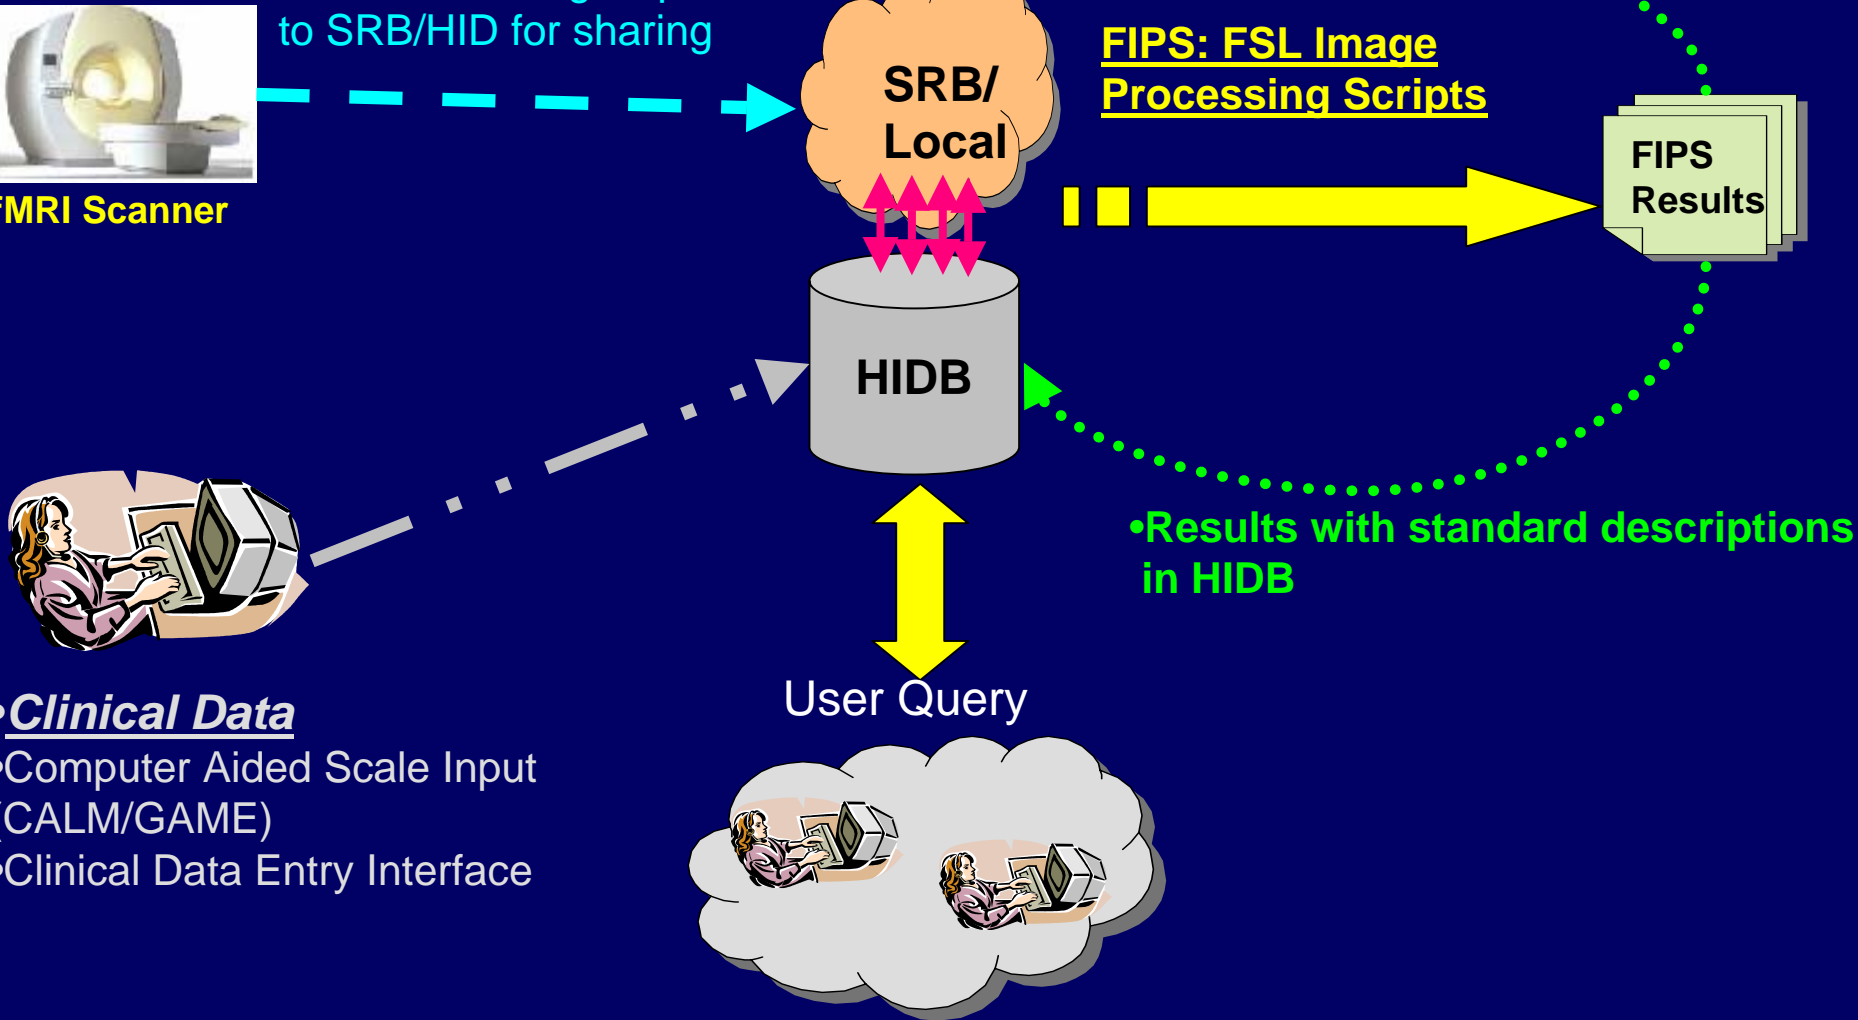 to SRB/HID for sharing
SRB/
Local
FIPS: FSL Image
Processing Scripts
FIPS
Results
fMRI Scanner
HIDB
•Results with standard descriptions
in HIDB
User Query
•Clinical Data
•Computer Aided Scale Input
(CALM/GAME)
•Clinical Data Entry Interface